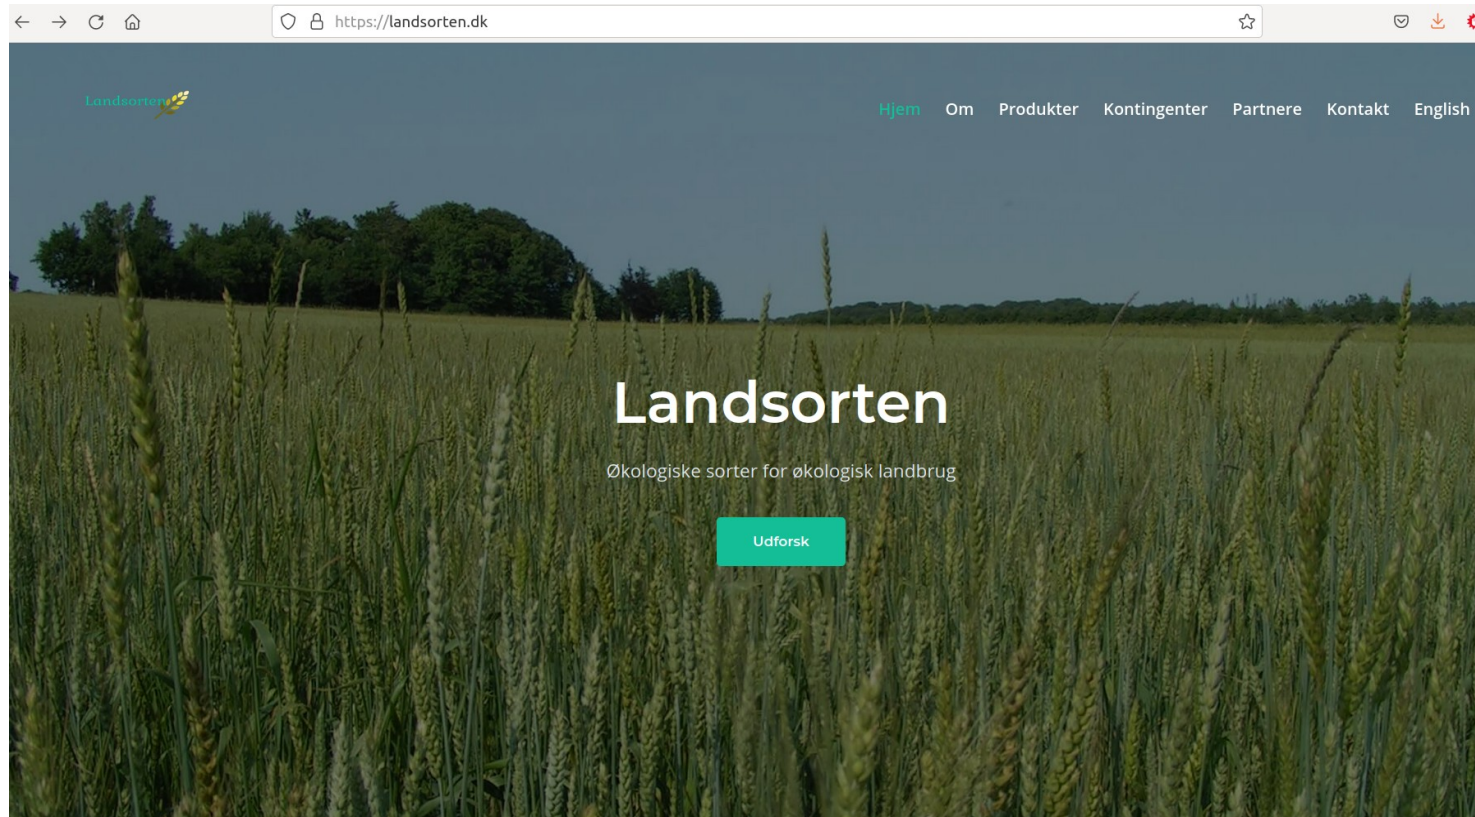 https://landsorten.dk
Landsorten
Hjem Om Produkter Kontingenter Partnere Kontakt English
Landsorten
Økologiske sorter for økologisk landbrug
Udforsk